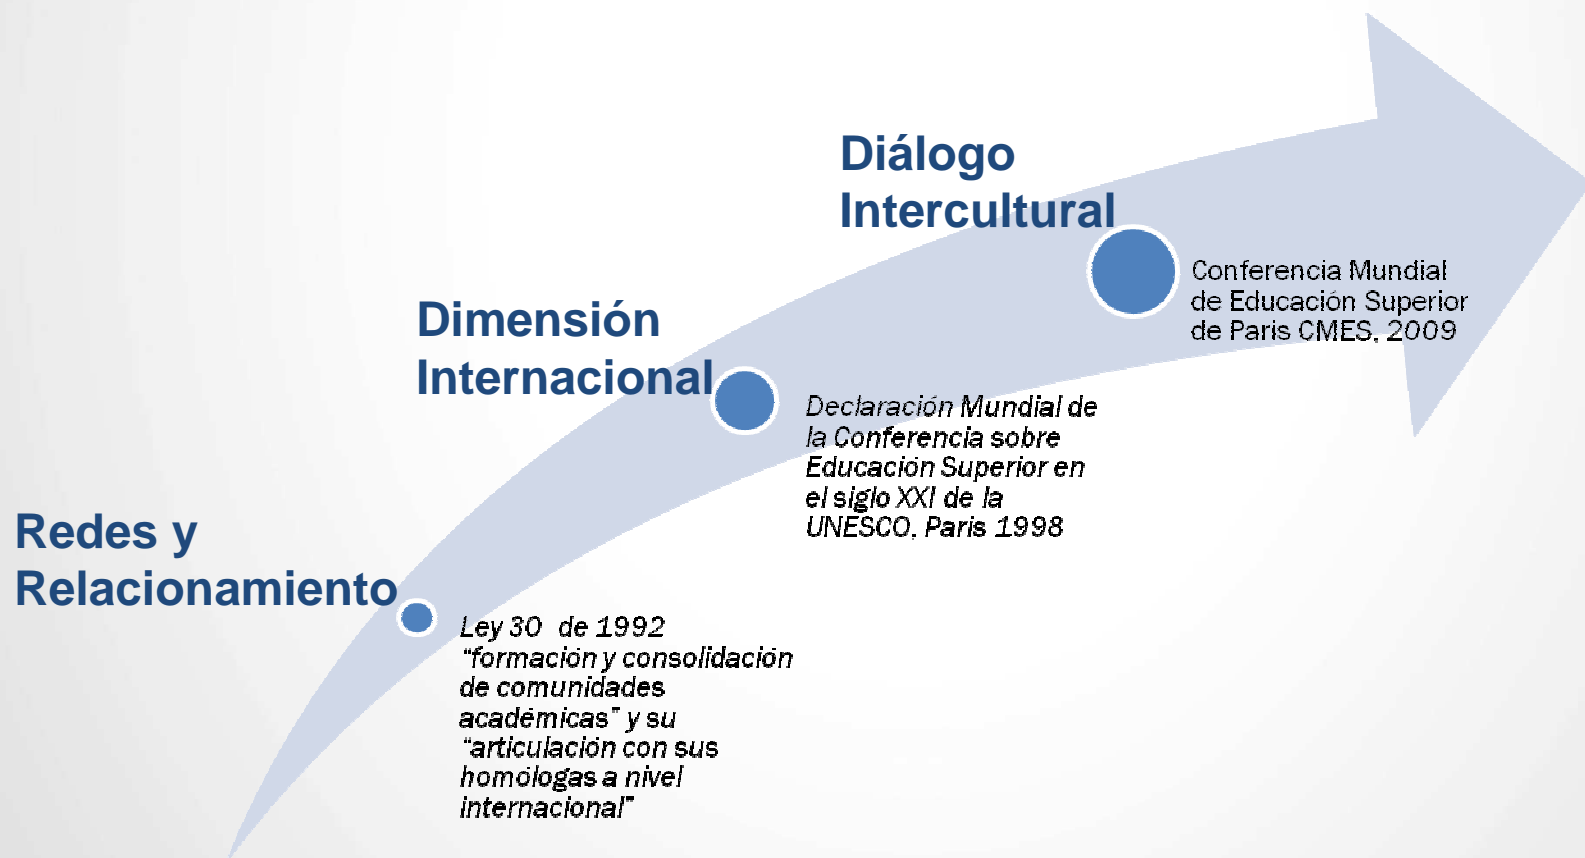 Diálogo
Intercultural
Conferencia Mundial
de Educación Superior
de Paris CMES, 2009
Dimensión
Internacional
Declaración Mundial de
la Conferencia sobre
Educación Superior en
el siglo XXI de la
UNESCO, Paris 1998
Redes y
Relacionamiento
Ley 30 de 1992
“formación y consolidación
de comunidades
académicas” y su
“articulación con sus
homólogas a nivel
internacional”